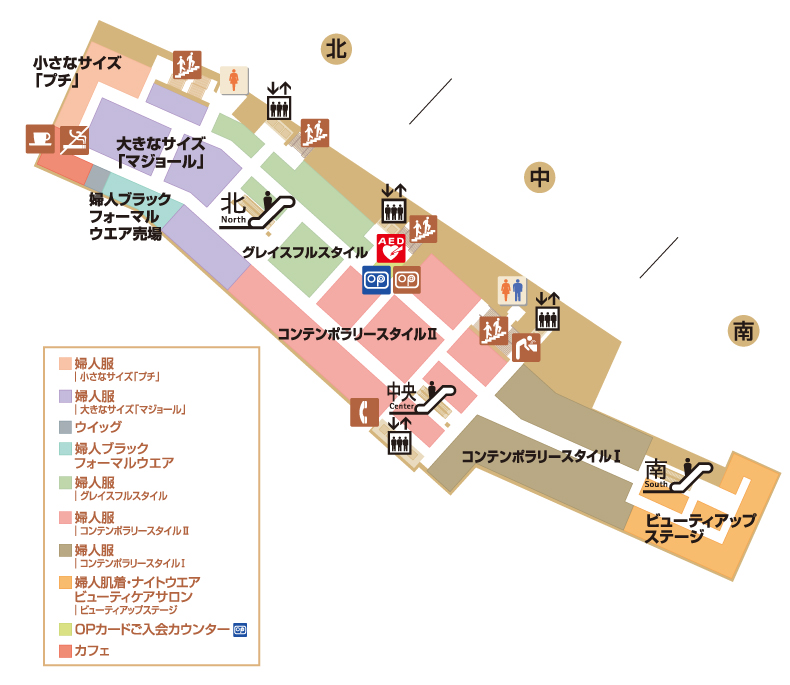 北
小さなサイズ
「プチ」
大きなサイズ
「マジョール」
中
婦人ブラック
フォーマル
ウエア売場
北
North
AED
グレイスフルスタイル
OP
OP
南
コンテンポラリースタイルⅡ
中央
Center
コンテンポラリースタイルⅠ
南
South
ビューティアップ
ステージ
婦人服
|小さなサイズ「プチ」
婦人服
|大きなサイズ「マジョール」
ウイッグ
婦人ブラック
フォーマルウエア
婦人服
|グレイスフルスタイル
婦人服
|コンテンポラリースタイルⅡ
婦人服
|コンテンポラリースタイルⅠ
婦人肌着・ナイトウエア
ビューティケアサロン
|ビューティアップステージ
OPカードご入会カウンター OP
カフェ